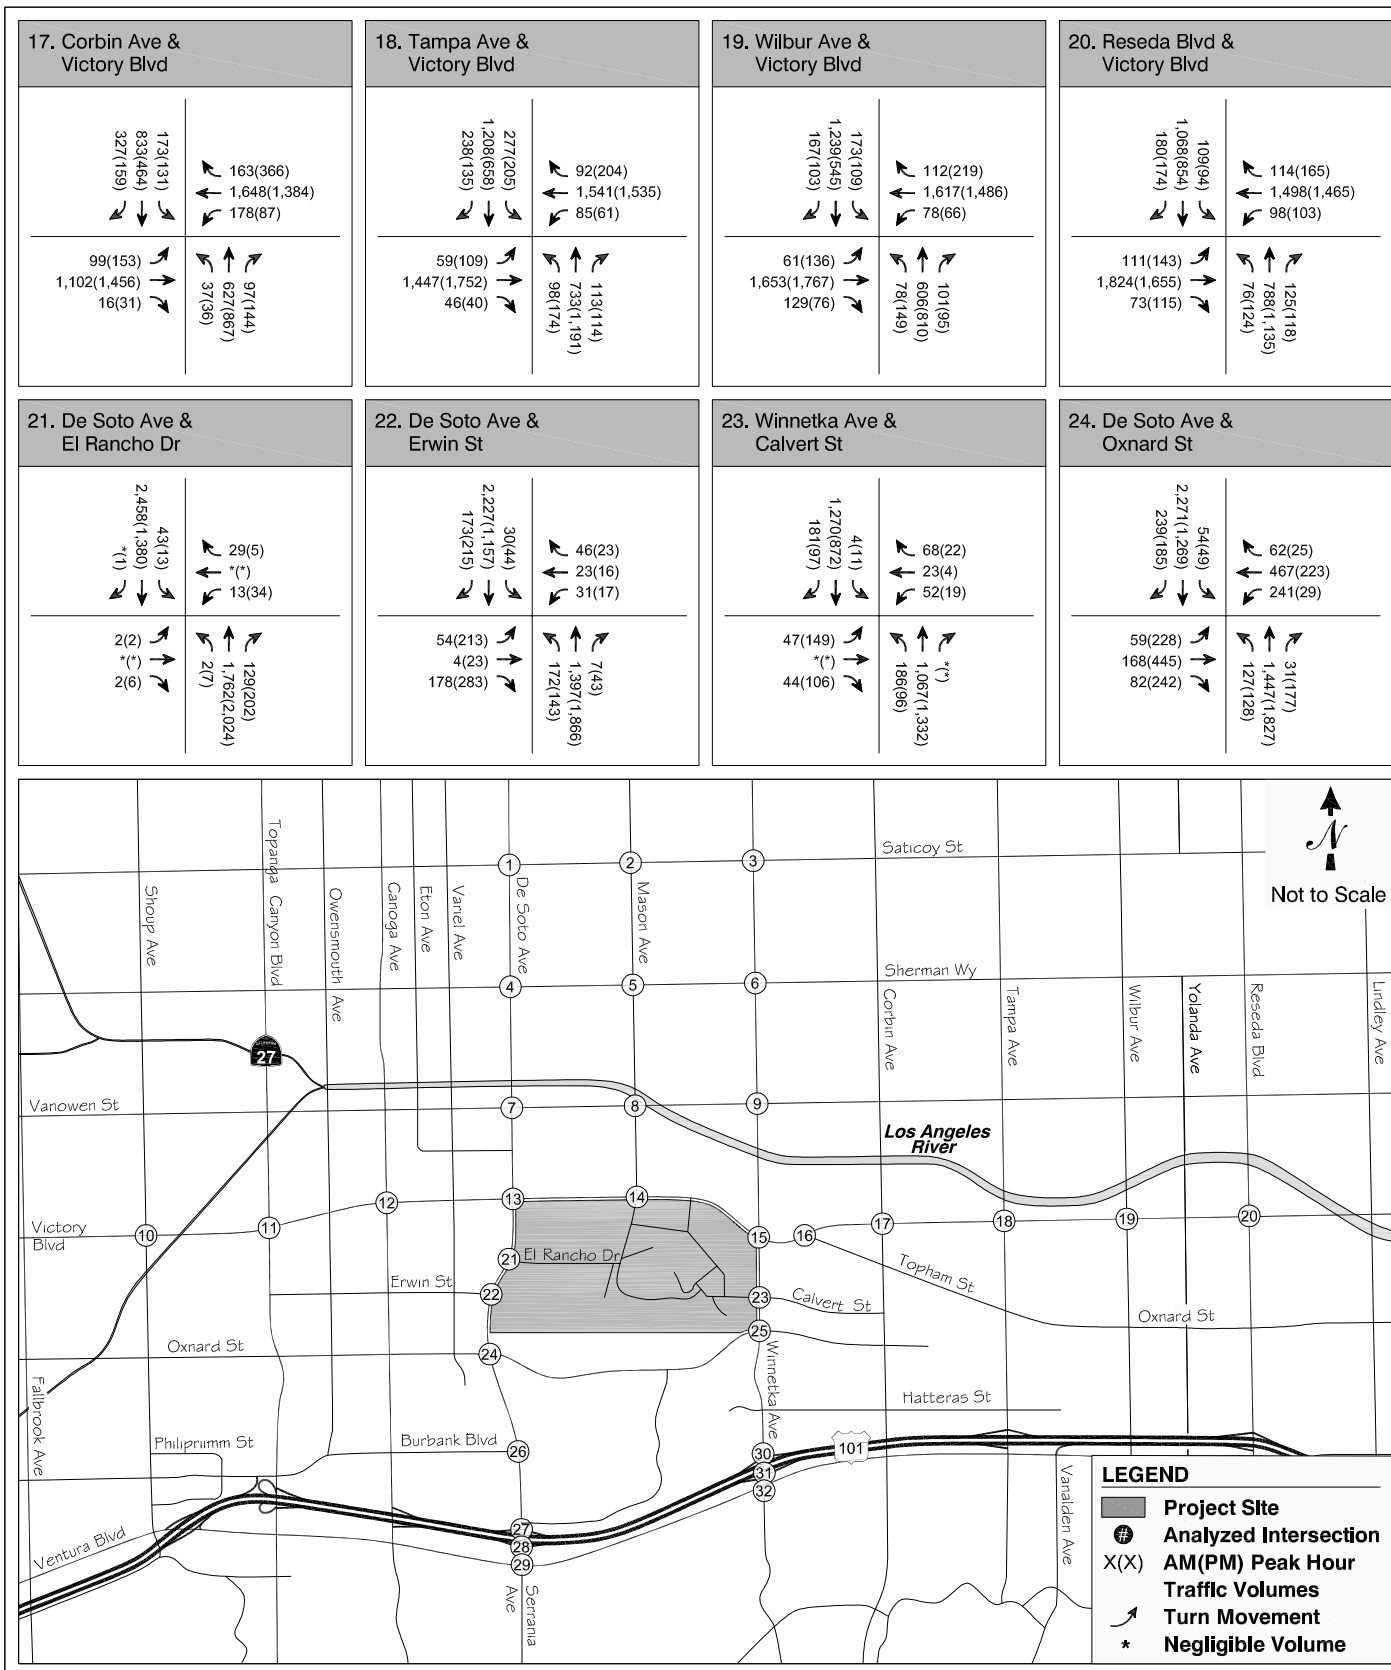 17. Corbin Ave &
Victory Blvd
327(159)
833(464)
173(131)
163(366)
1,648(1,384)
178(87)
99(153)
1,102(1,456)
16(31)
37(36)
627(867)
97(144)
18. Tampa Ave &
Victory Blvd
238(135)
1,208(658)
277(205)
92(204)
1,541(1,535)
85(61)
59(109)
1,447(1,752)
46(40)
98(174)
733(1,191)
113(114)
19. Wilbur Ave &
Victory Blvd
167(103)
1,239(545)
173(109)
112(219)
1,617(1,486)
78(66)
61(136)
1,653(1,767)
129(76)
78(149)
606(810)
101(95)
20. Reseda Blvd &
Victory Blvd
180(174)
1,068(854)
109(94)
114(165)
1,498(1,465)
98(103)
111(143)
1,824(1,655)
73(115)
76(124)
788(1,135)
125(118)
21. De Soto Ave &
El Rancho Dr
*(1)
2,458(1,380)
43(13)
29(5)
*(*)
13(34)
2(2)
*(*)
2(6)
2(7)
1,762(2,024)
129(202)
22. De Soto Ave &
Erwin St
173(215)
2,227(1,157)
30(44)
46(23)
23(16)
31(17)
54(213)
4(23)
178(283)
172(143)
1,397(1,866)
7(43)
23. Winnetka Ave &
Calvert St
181(97)
1,270(872)
4(11)
68(22)
23(4)
52(19)
47(149)
*(*)
44(106)
186(96)
1,067(1,332)
*(*)
24. De Soto Ave &
Oxnard St
239(185)
2,271(1,269)
54(49)
62(25)
467(223)
241(29)
59(228)
168(445)
82(242)
127(128)
1,447(1,827)
31(177)
N
Not to Scale
Saticoy St
1
2
3
Shoup Ave
Topanga Canyon Blvd
Owensmouth Ave
Canoga Ave
Eton Ave
Variel Ave
De Soto Ave
Mason Ave
Sherman Wy
4
5
6
Corbin Ave
Tampa Ave
Wilbur Ave
Yolanda Ave
Reseda Blvd
Lindley Ave
27
Vanowen St
7
8
9
Los Angeles
River
Victory
Blvd
10
11
12
13
14
15
16
17
18
19
20
21
El Rancho Dr
Erwin St
22
23
Calvert St
Topham St
Oxnard St
25
Oxnard St
24
Winnetka Ave
Hatteras St
Fallbrook Ave
Philiprimm St
Burbank Blvd
26
30
31
32
101
Vanalden Ave
Ventura Blvd
27
28
29
Serrania
Ave
LEGEND
Project Site
# Analyzed Intersection
X(X) AM(PM) Peak Hour
Traffic Volumes
Turn Movement
* Negligible Volume